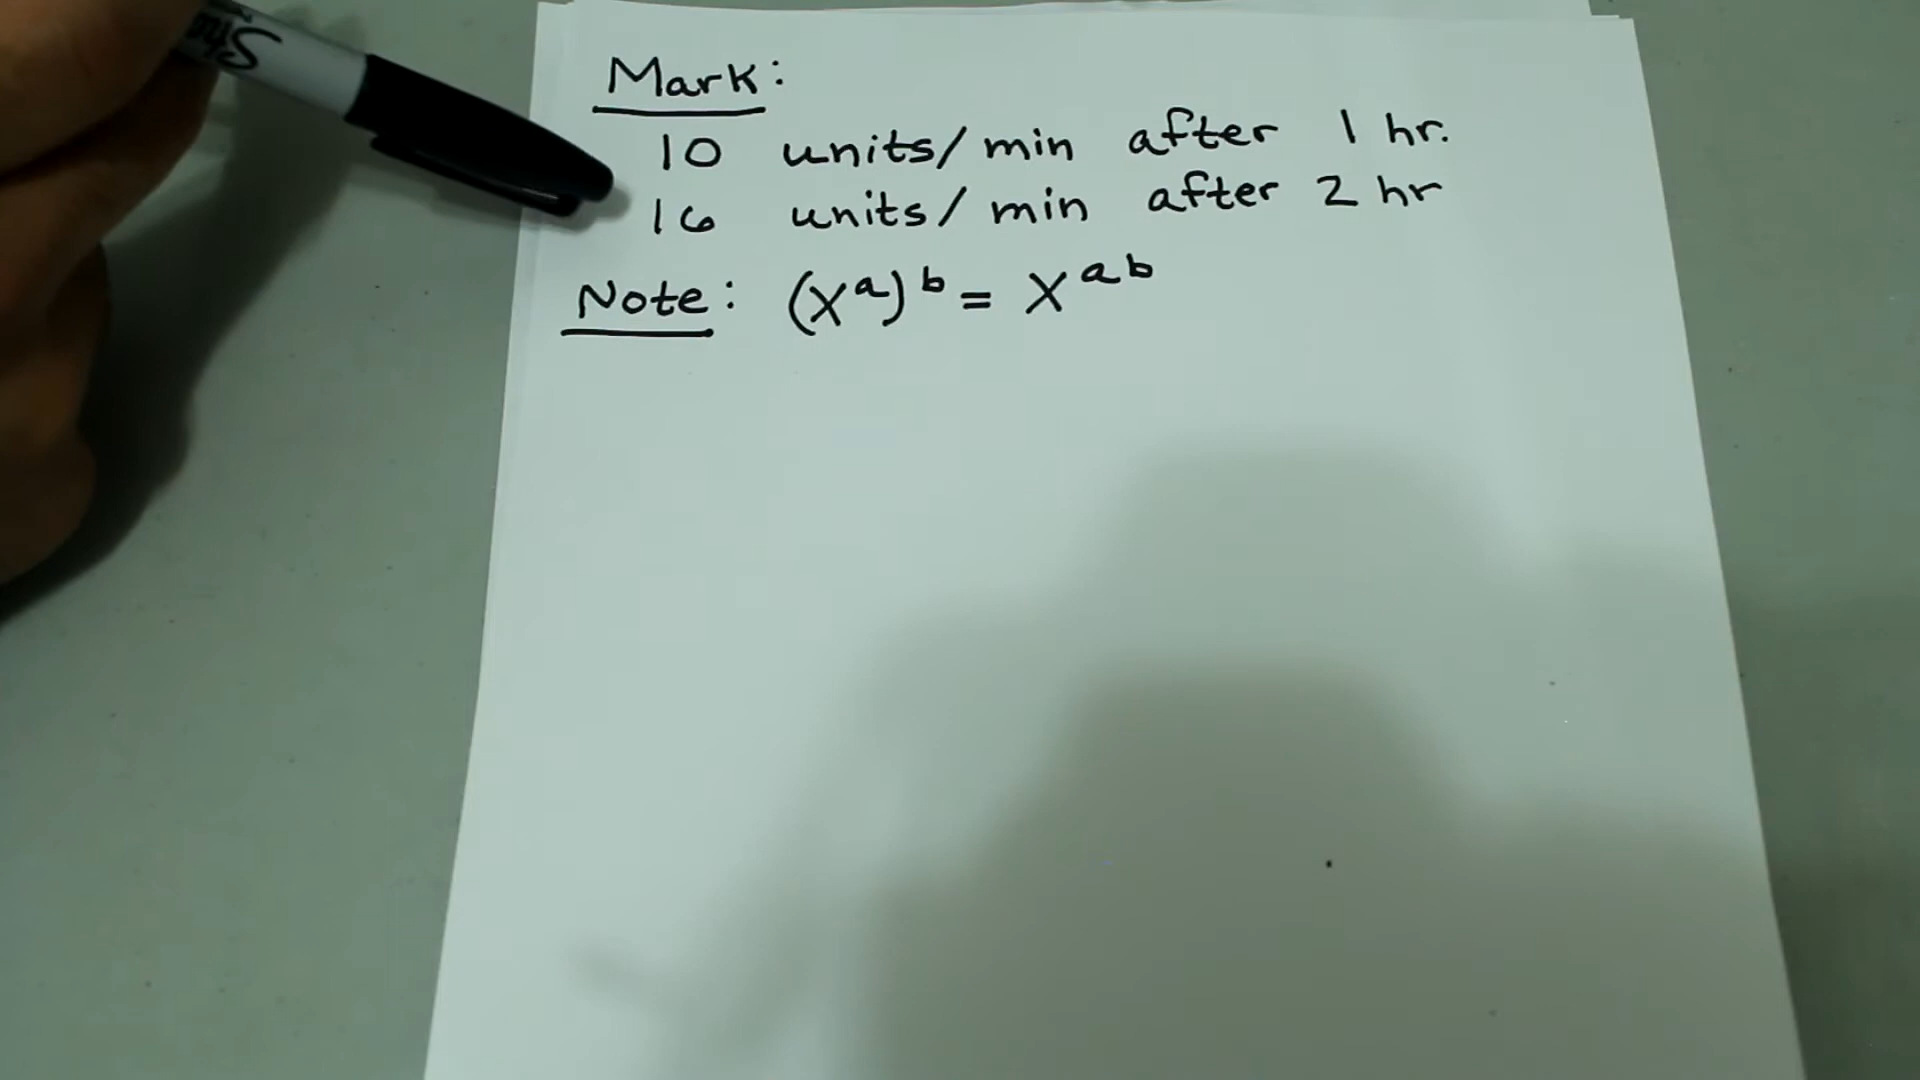 Mark:
10 units/min after 1 hr.
16 units/min after 2 hr
Note: (x^a)^b = x^ab